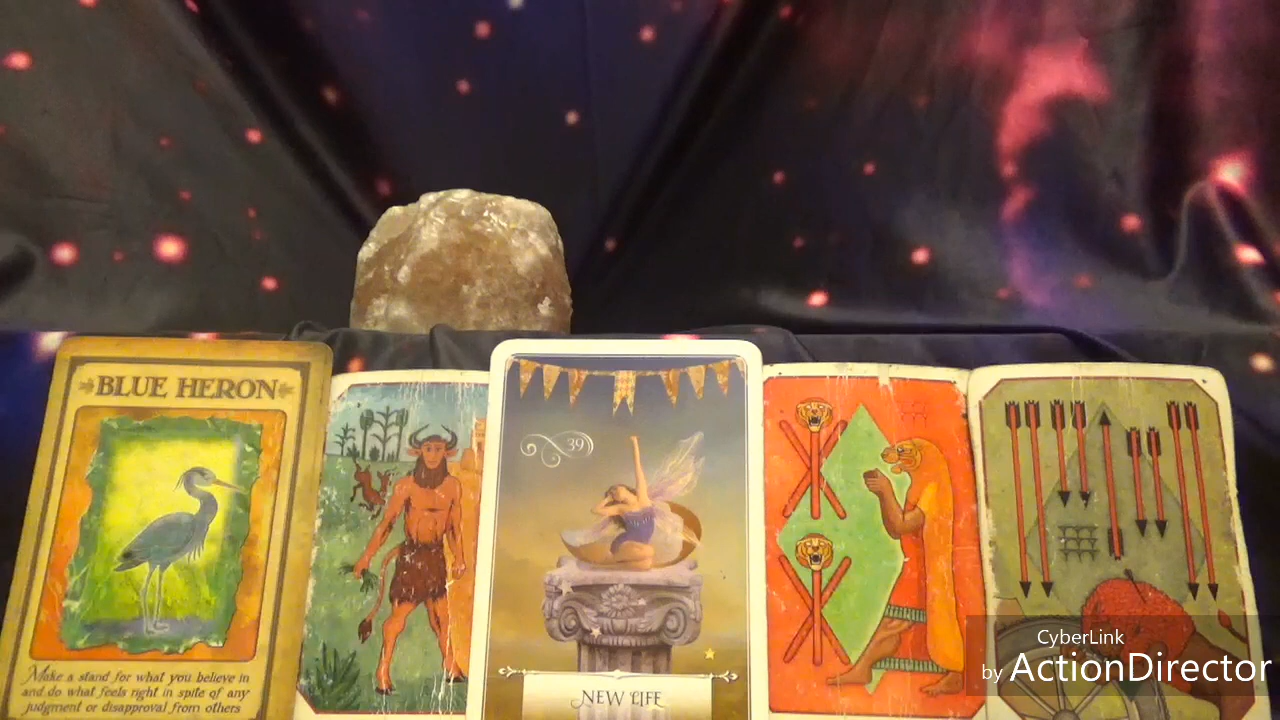 BLUE HERON
Make a stand for what you believe in
and do what feels right in spite of any
judgment or disapproval from others
39
NEW LIFE
CyberLink
by ActionDirector